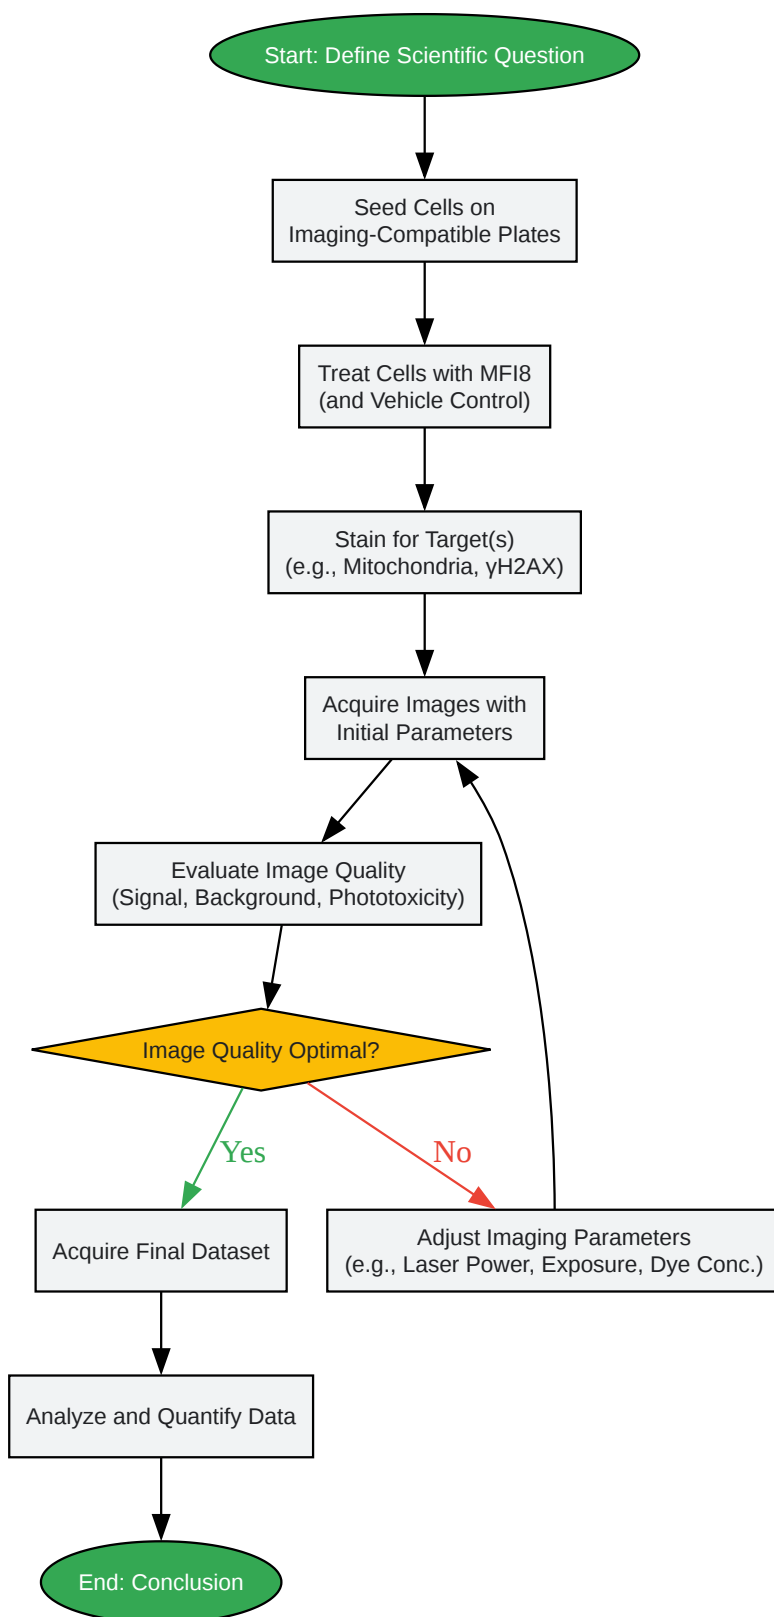 Start: Define Scientific Question
Seed Cells on
Imaging-Compatible Plates
Treat Cells with MFI8
(and Vehicle Control)
Stain for Target(s)
(e.g., Mitochondria, γH2AX)
Acquire Images with
Initial Parameters
Evaluate Image Quality
(Signal, Background, Phototoxicity)
Image Quality Optimal?
Yes
No
Acquire Final Dataset
Adjust Imaging Parameters
(e.g., Laser Power, Exposure, Dye Conc.)
Analyze and Quantify Data
End: Conclusion